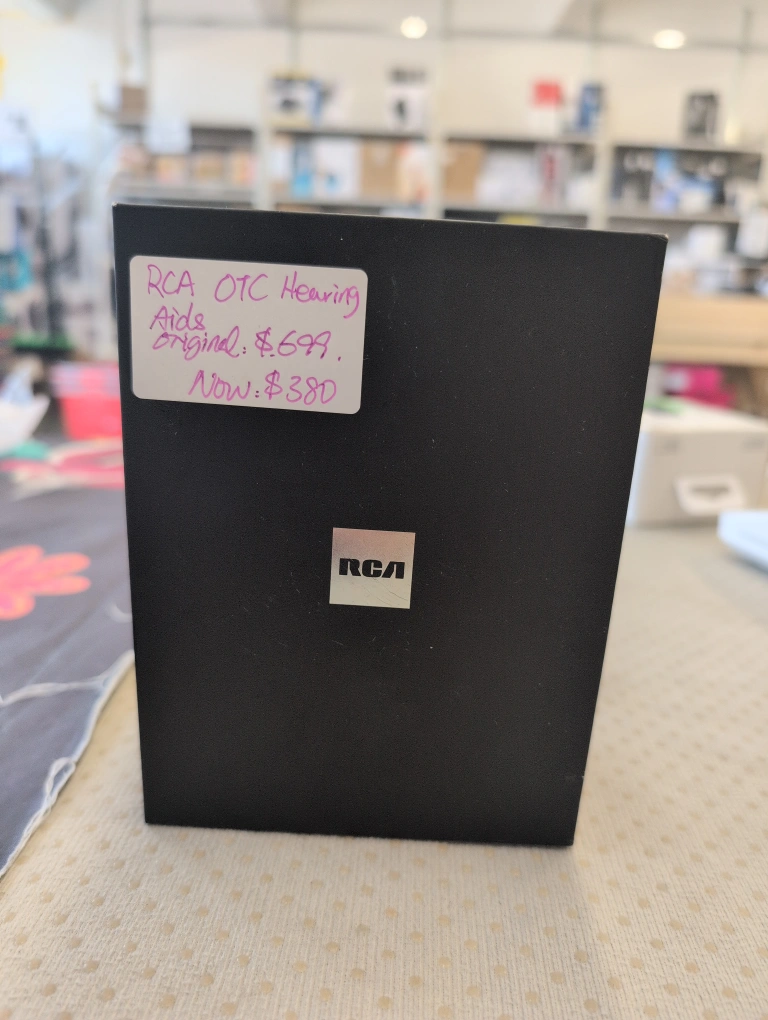 RCA OTC Hearing
Aids
original: $.699.
Now: $380
RCA